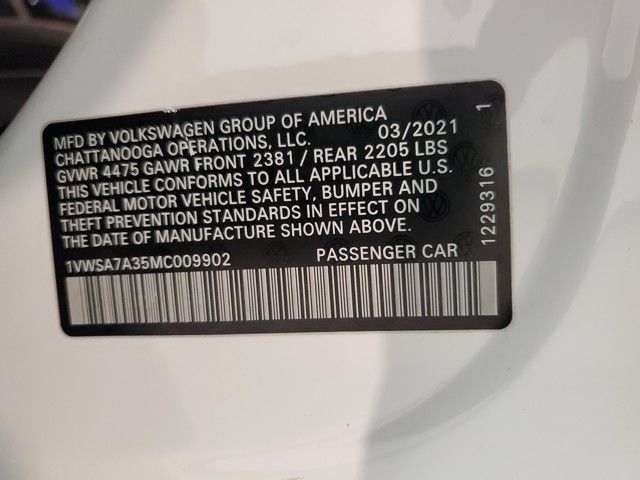 MFD BY VOLKSWAGEN GROUP OF AMERICA
CHATTANOOGA OPERATIONS, LLC. 03/2021
GVWR 4475 GAWR FRONT 2381 / REAR 2205 LBS
THIS VEHICLE CONFORMS TO ALL APPLICABLE U.S.
FEDERAL MOTOR VEHICLE SAFETY, BUMPER AND
THEFT PREVENTION STANDARDS IN EFFECT ON
THE DATE OF MANUFACTURE SHOWN ABOVE.
1VWSA7A35MC009902 PASSENGER CAR
1229316 1